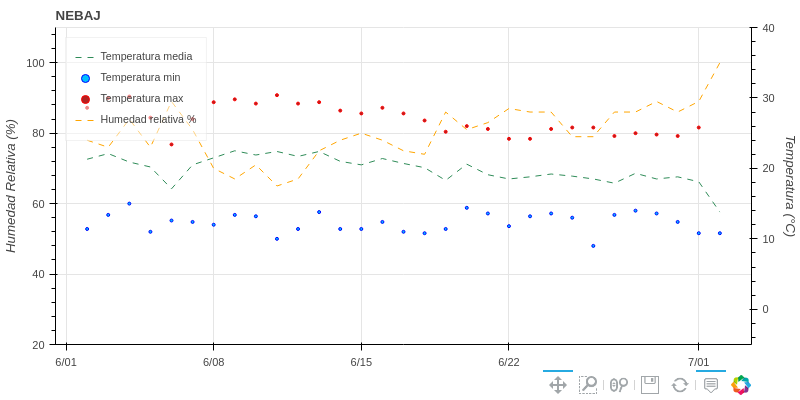 NEBAJ
Temperatura media
Temperatura min
Temperatura max
Humedad relativa %
Humedad Relativa (%)
100
80
60
40
20
Temperatura (°C)
40
30
20
10
0
6/01 6/08 6/15 6/22 7/01